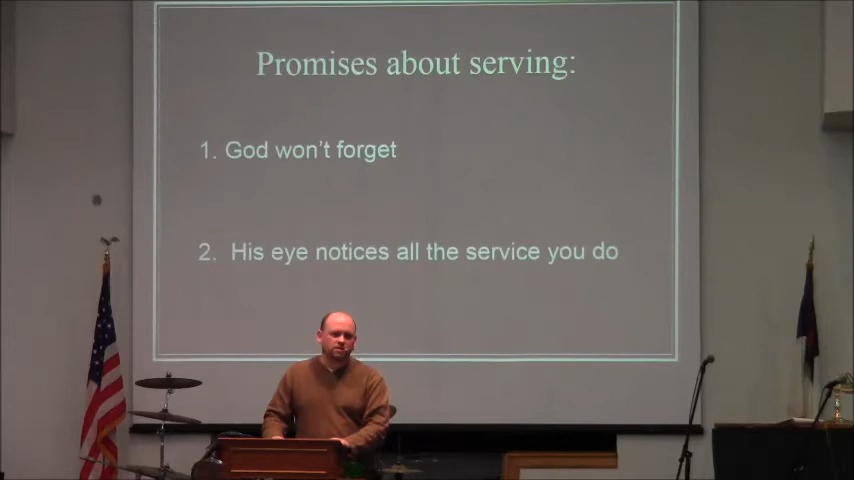 Promises about serving:
1. God won't forget
2. His eye notices all the service you do